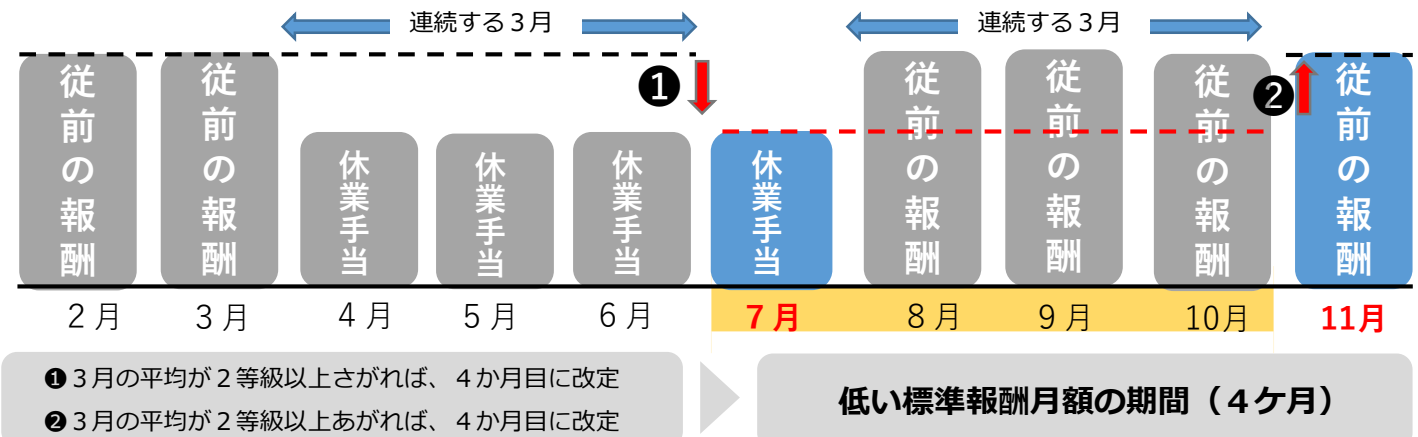 連続する３月
連続する３月
従前の報酬
従前の報酬
休業手当
休業手当
休業手当
❶
休業手当
従前の報酬
従前の報酬
従前の報酬
❷
従前の報酬
２月
３月
４月
５月
６月
７月
８月
９月
10月
11月
❶３月の平均が２等級以上さがれば、４か月目に改定
❷３月の平均が２等級以上あがれば、４か月目に改定
低い標準報酬月額の期間（４ケ月）